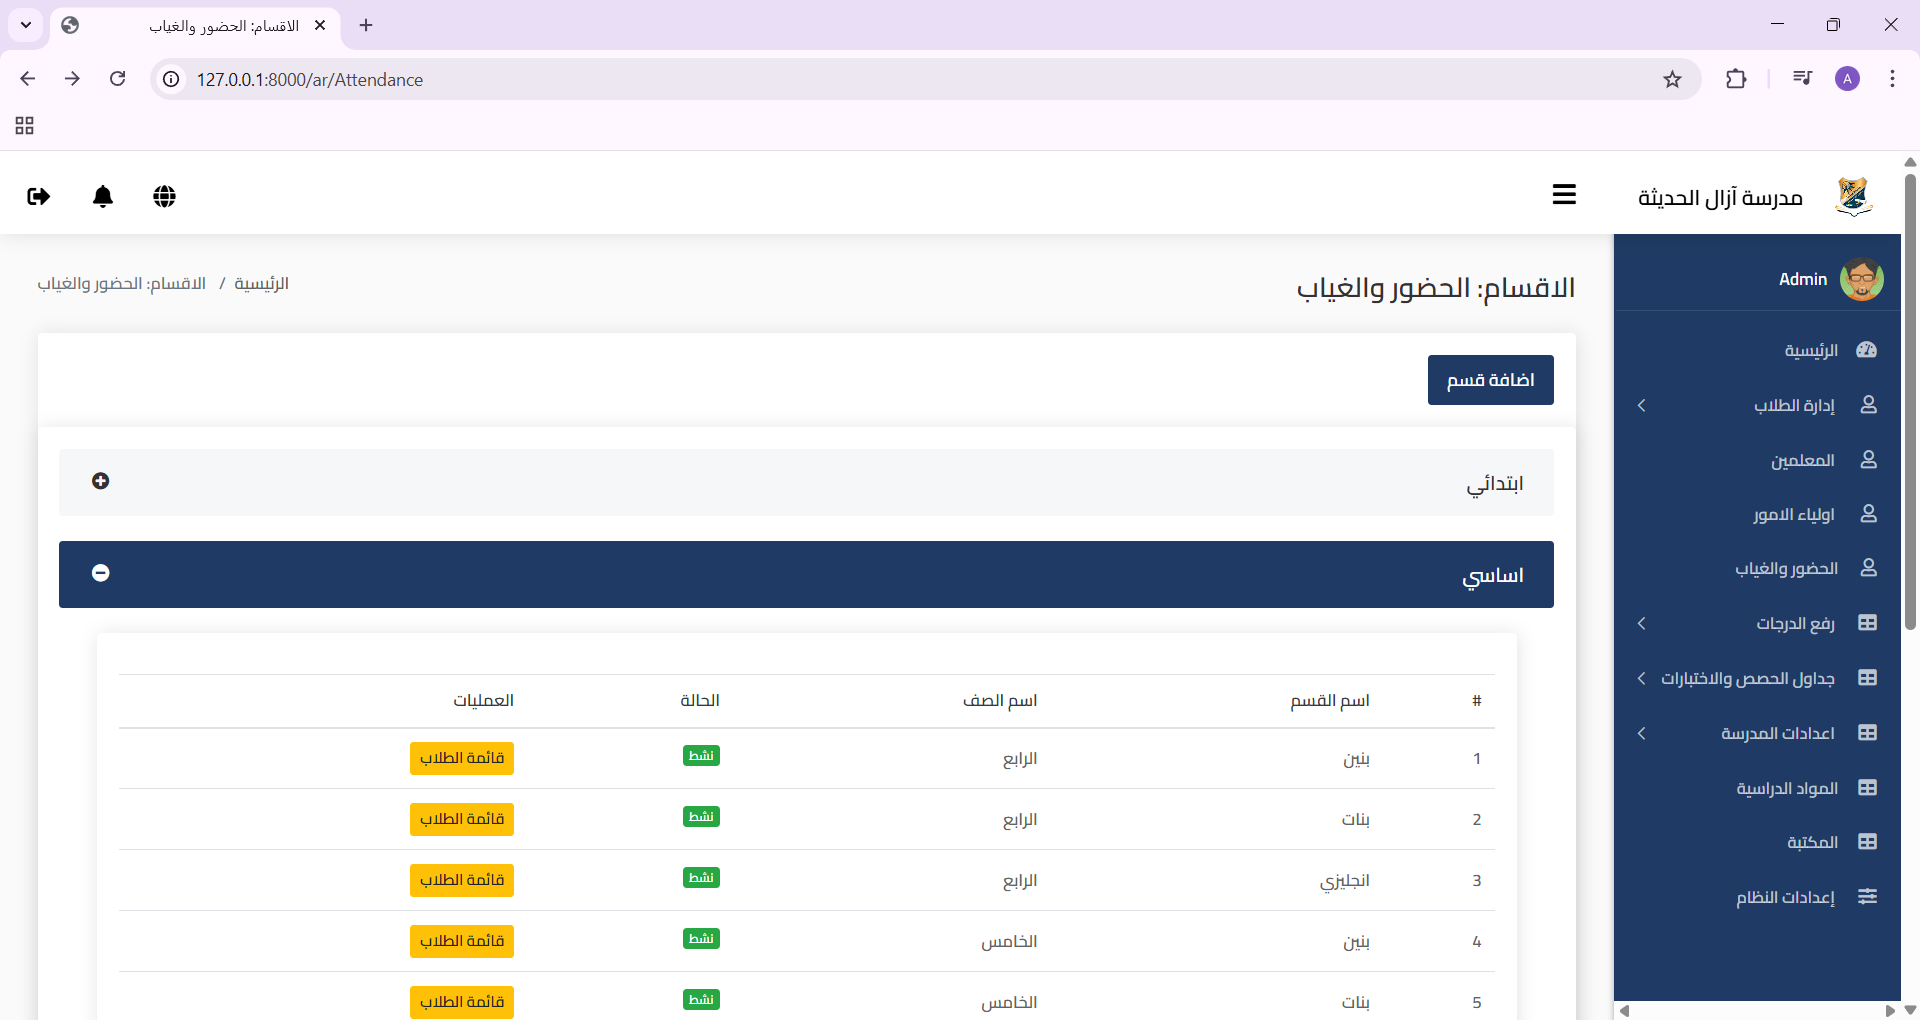 الاقسام: الحضور والغياب
127.0.0.1:8000/ar/Attendance
A
مدرسة آزال الحديثة
Admin
الرئيسية
إدارة الطلاب
المعلمين
اولياء الامور
الحضور والغياب
رفع الدرجات
جداول الحصص والاختبارات
اعدادات المدرسة
المواد الدراسية
المكتبة
إعدادات النظام
الاقسام: الحضور والغياب
الرئيسية / الاقسام: الحضور والغياب
اضافة قسم
ابتدائي
اساسي
# اسم القسم اسم الصف الحالة العمليات
1 بنين الرابع نشط قائمة الطلاب
2 بنات الرابع نشط قائمة الطلاب
3 انجليزي الرابع نشط قائمة الطلاب
4 بنين الخامس نشط قائمة الطلاب
5 بنات الخامس نشط قائمة الطلاب